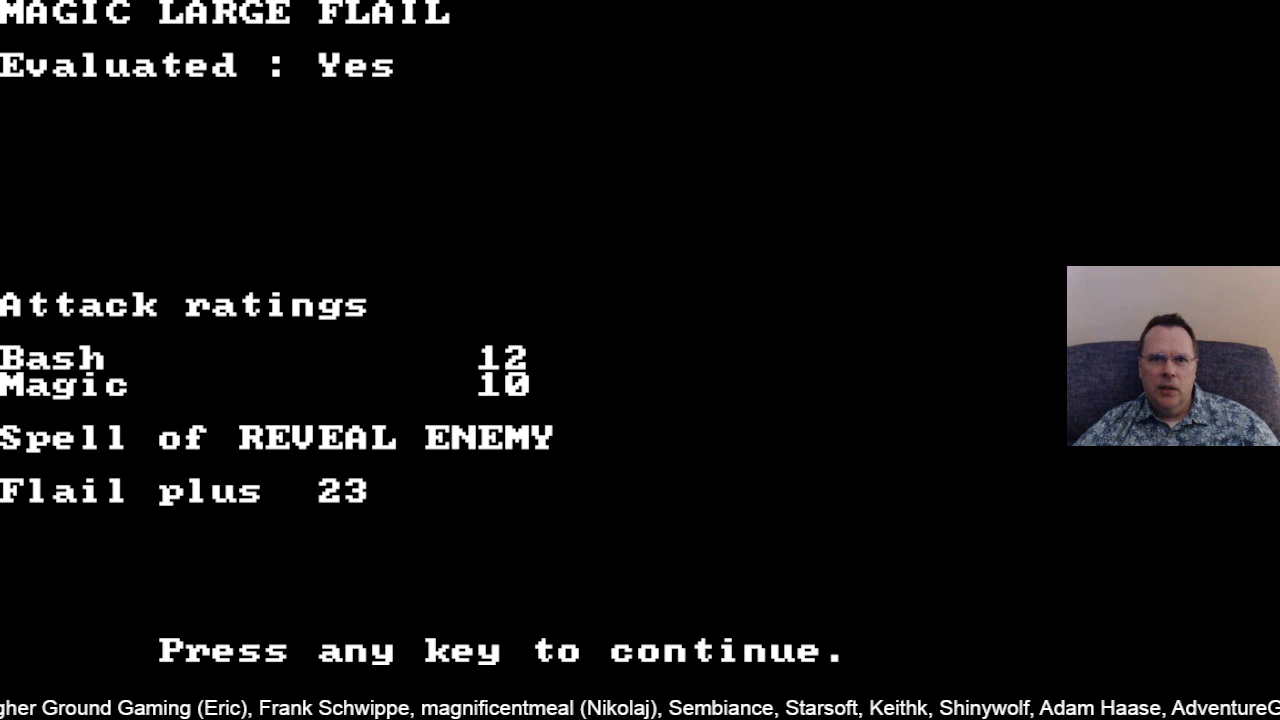 MAGIC LARGE FLAIL
Evaluated : Yes
Attack ratings
Bash 12
Magic 10
Spell of REVEAL ENEMY
Flail plus 23
Press any key to continue.
gher Ground Gaming (Eric), Frank Schwippe, magnificentmeal (Nikolaj), Sembiance, Starsoft, Keithk, Shinywolf, Adam Haase, AdventureG